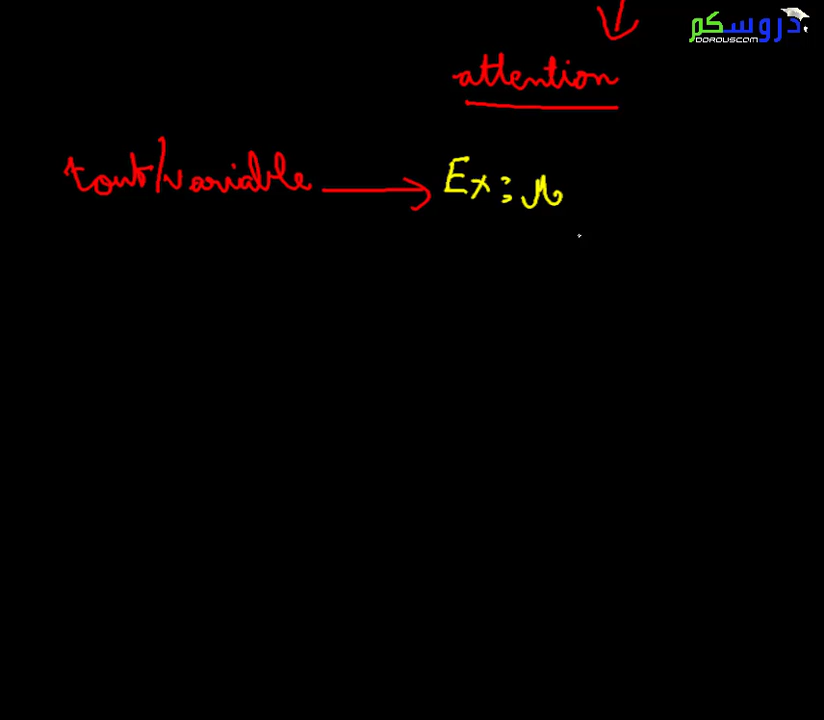 دروسكم
DOROUSCOM
attention
tout/variable
Ex: